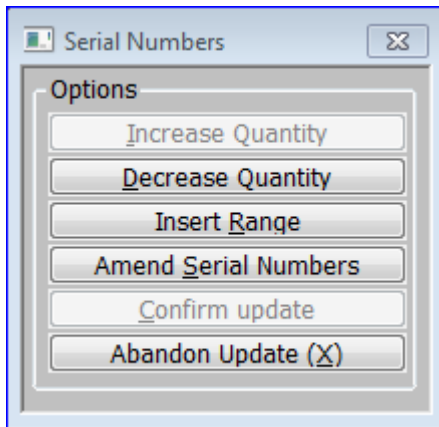 Serial Numbers
Options
Increase Quantity
Decrease Quantity
Insert Range
Amend Serial Numbers
Confirm update
Abandon Update (X)